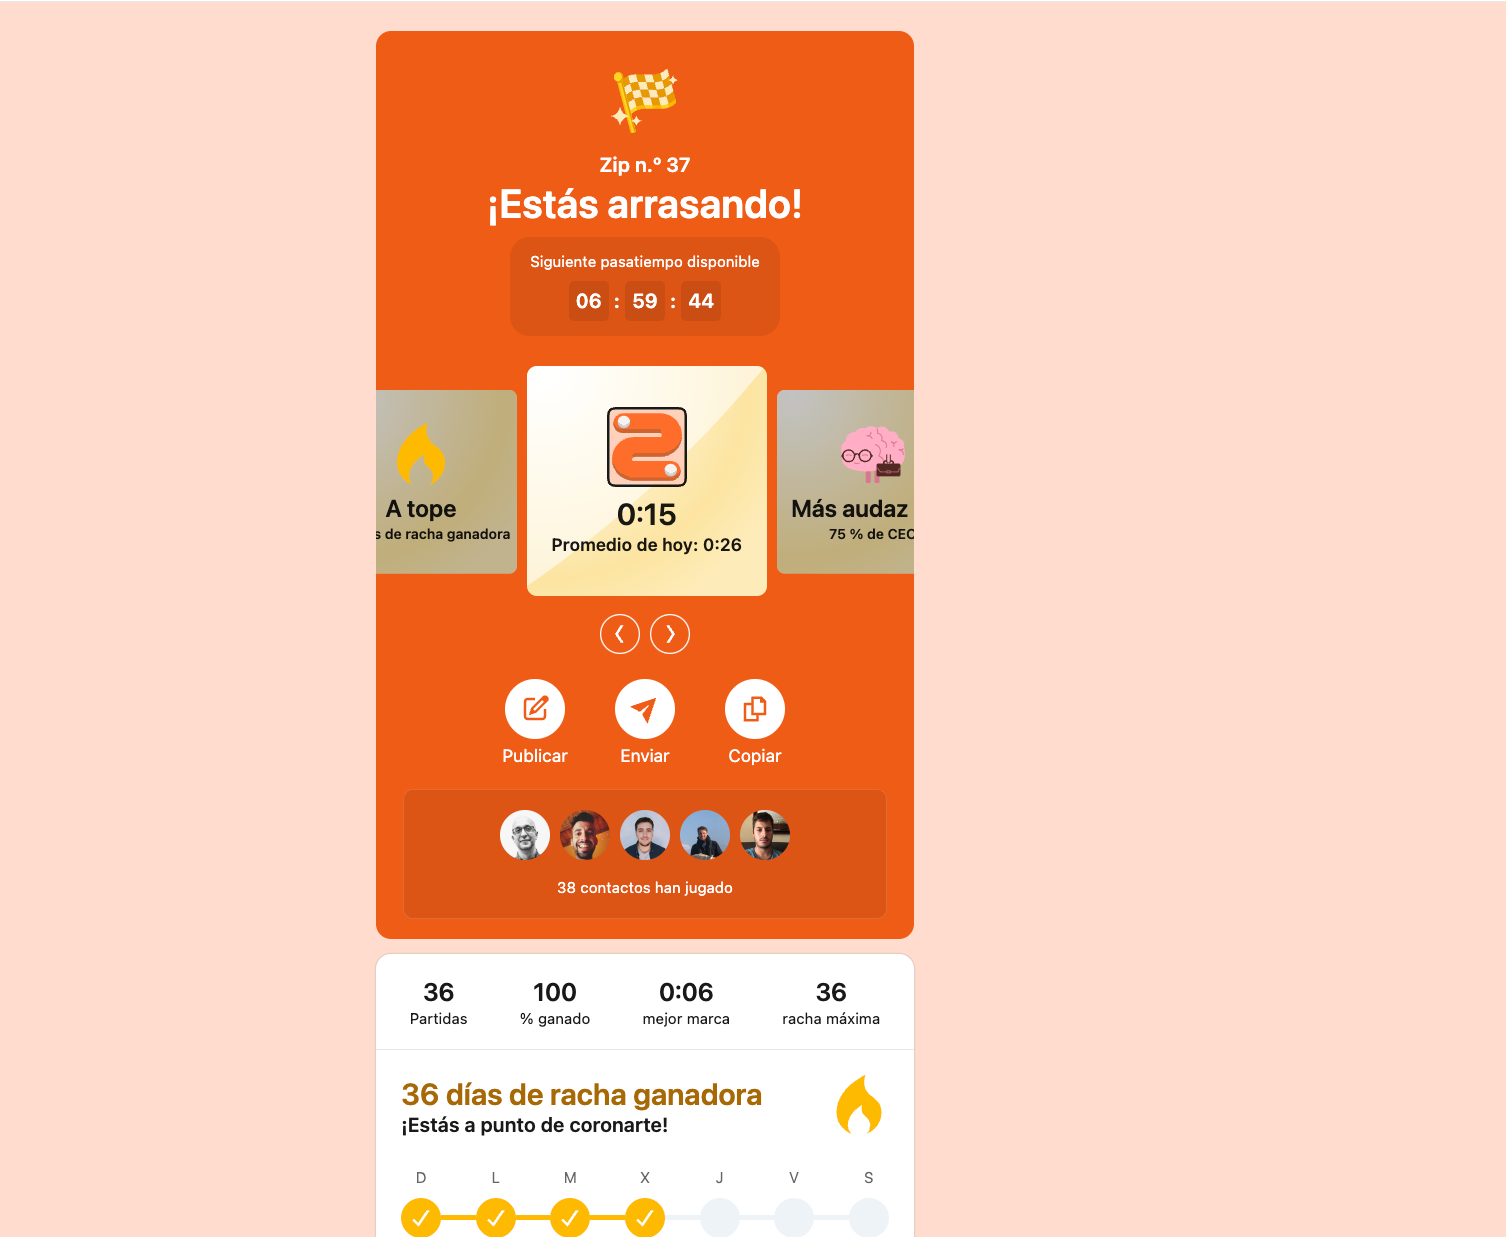 Zip n.º 37
¡Estás arrasando!
Siguiente pasatiempo disponible
06 : 59 : 44
A tope
de racha ganadora
0:15
Promedio de hoy: 0:26
Más audaz
75 % de
Publicar
Enviar
Copiar
38 contactos han jugado
36
Partidas
100
% ganado
0:06
mejor marca
36
racha máxima
36 días de racha ganadora
¡Estás a punto de coronarte!
D L M X J V S